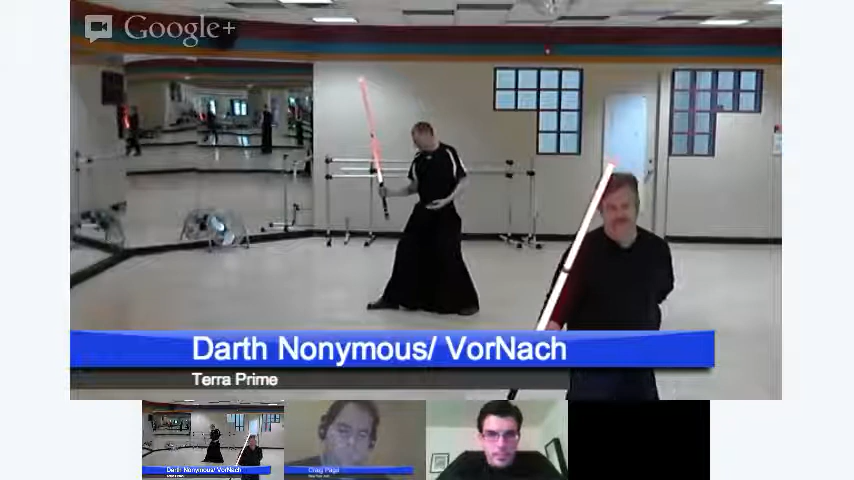 Google+
Darth Nonymous/ VorNach
Terra Prime
Darth Nonymous/ VorNach
Craig Page